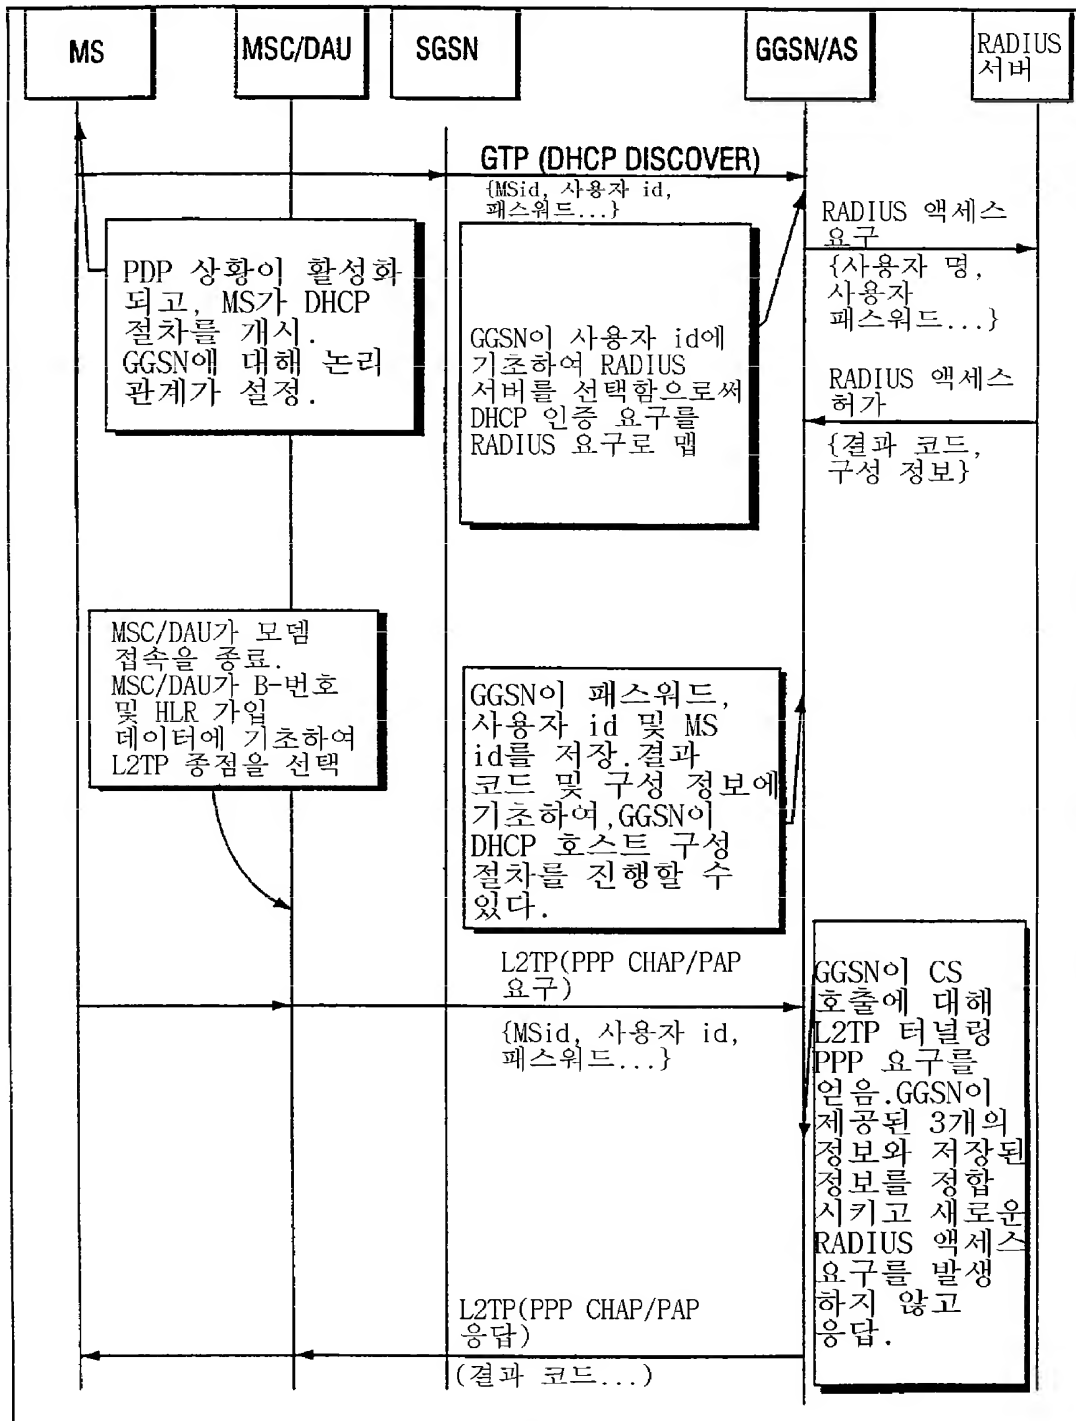 MS
MSC/DAU
SGSN
GGSN/AS
RADIUS
서버
GTP (DHCP DISCOVER)
{MSid, 사용자 id,
패스워드...}
RADIUS 액세스
요구
{사용자 명,
사용자
패스워드...}
PDP 상황이 활성화
되고, MS가 DHCP
절차를 개시.
GGSN에 대해 논리
관계가 설정.
GGSN이 사용자 id에
기초하여 RADIUS
서버를 선택함으로써
DHCP 인증 요구를
RADIUS 요구로 맵
RADIUS 액세스
허가
{결과 코드,
구성 정보}
MSC/DAU가 모뎀
접속을 종료.
MSC/DAU가 B-번호
및 HLR 가입
데이터에 기초하여
L2TP 종점을 선택
GGSN이 패스워드,
사용자 id 및 MS
id를 저장.결과
코드 및 구성 정보에
기초하여,GGSN이
DHCP 호스트 구성
절차를 진행할 수
있다.
L2TP(PPP CHAP/PAP
요구)
{MSid, 사용자 id,
패스워드...}
GGSN이 CS
호출에 대해
L2TP 터널링
PPP 요구를
얻음.GGSN이
제공된 3개의
정보와 저장된
정보를 정합
시키고 새로운
RADIUS 액세스
요구를 발생
하지 않고
응답.
L2TP(PPP CHAP/PAP
응답)
(결과 코드...)